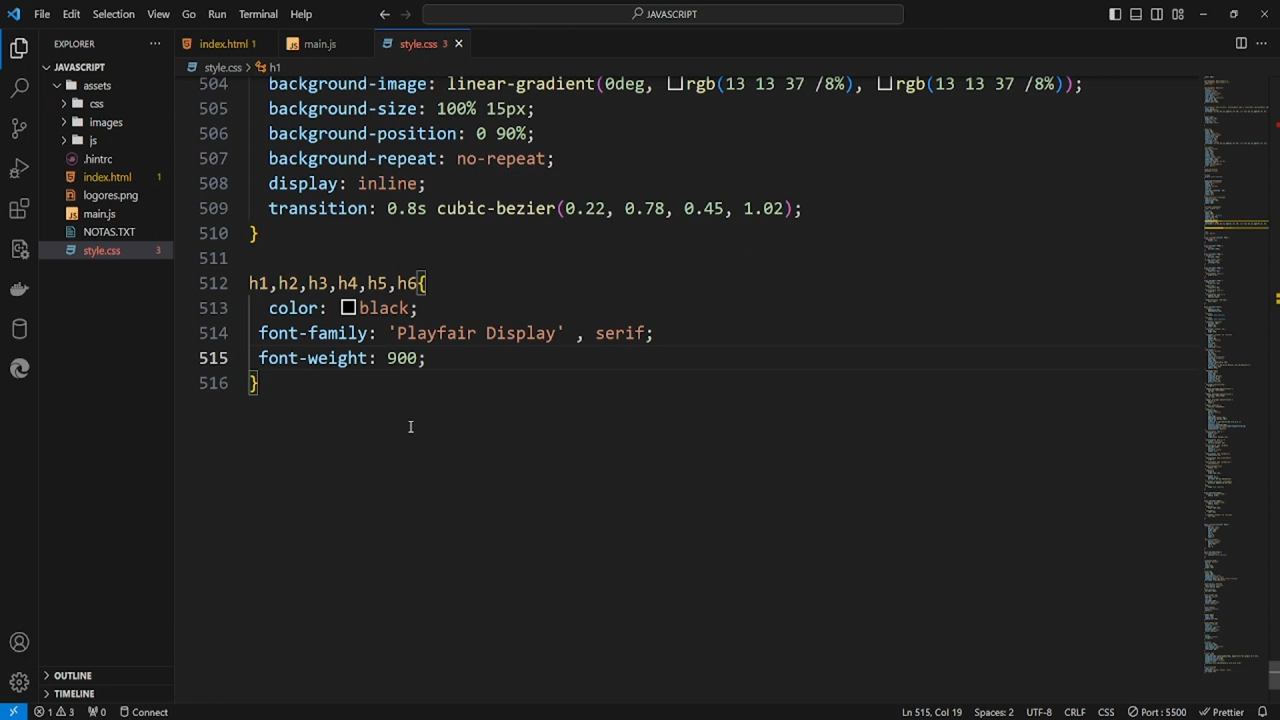 File Edit Selection View Go Run Terminal Help
JAVASCRIPT
EXPLORER
index.html 1
main.js
style.css 3
JAVASCRIPT
style.css > h1
assets
css
images
js
.hintrc
index.html 1
logores.png
main.js
NOTAS.TXT
style.css 3
504 background-image: linear-gradient(0deg, rgb(13 13 37 /8%), rgb(13 13 37 /8%));
505 background-size: 100% 15px;
506 background-position: 0 90%;
507 background-repeat: no-repeat;
508 display: inline;
509 transition: 0.8s cubic-bezier(0.22, 0.78, 0.45, 1.02);
510 }
511
512 h1,h2,h3,h4,h5,h6{
513 color: black;
514 font-family: 'Playfair Display' , serif;
515 font-weight: 900;
516 }
OUTLINE
TIMELINE
1 3 0 Connect
Ln 515, Col 19 Spaces: 2 UTF-8 CRLF CSS Port : 5500 Prettier